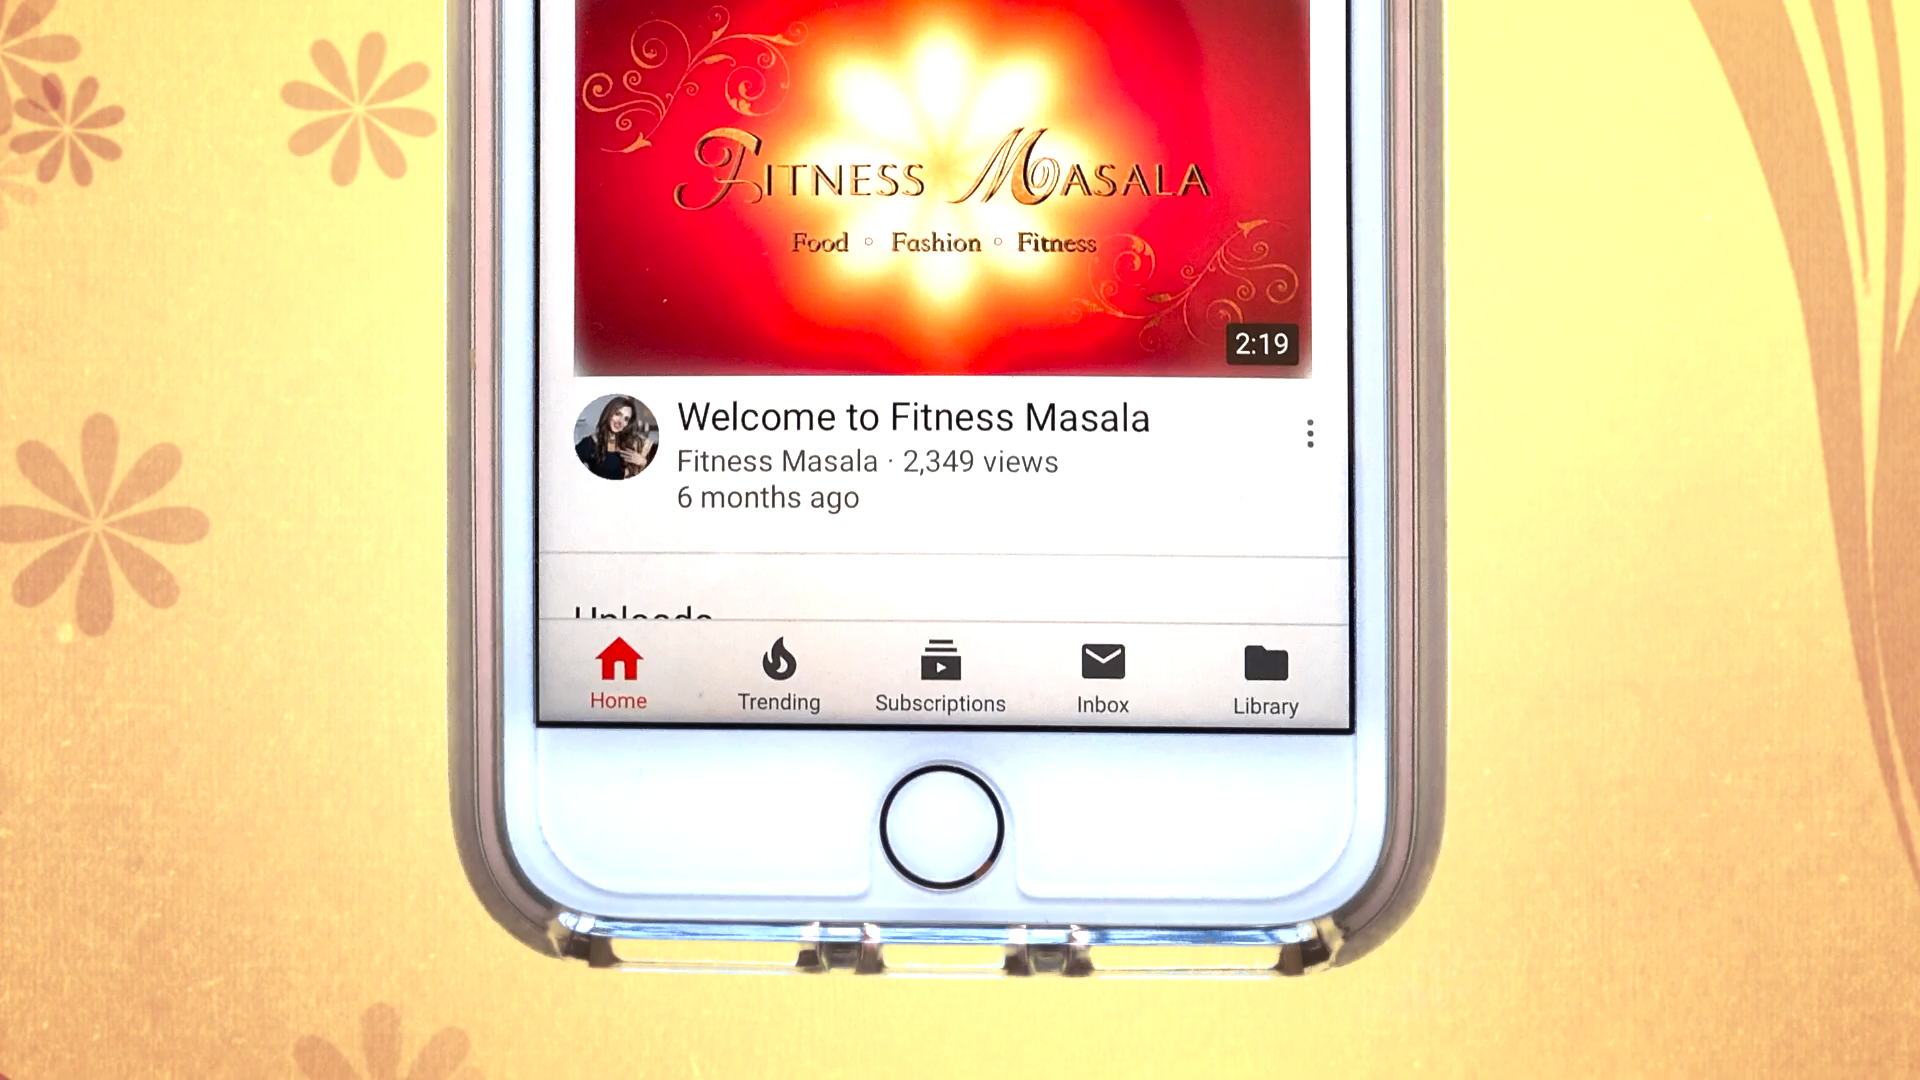 Fitness Masala
Food ◦ Fashion ◦ Fitness
2:19
Welcome to Fitness Masala
Fitness Masala · 2,349 views
6 months ago
Uploads
Home
Trending
Subscriptions
Inbox
Library